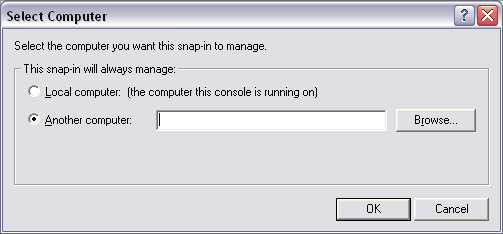 Select Computer
Select the computer you want this snap-in to manage.
This snap-in will always manage:
Local computer: (the computer this console is running on)
Another computer: Browse...
OK Cancel